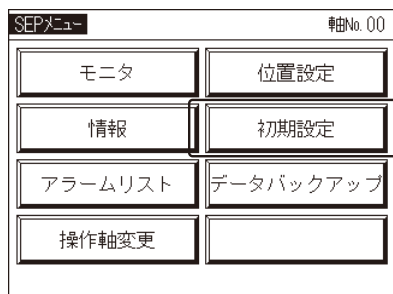 SEPメニュー 軸No. 00
モニタ 位置設定
情報 初期設定
アラームリスト データバックアップ
操作軸変更